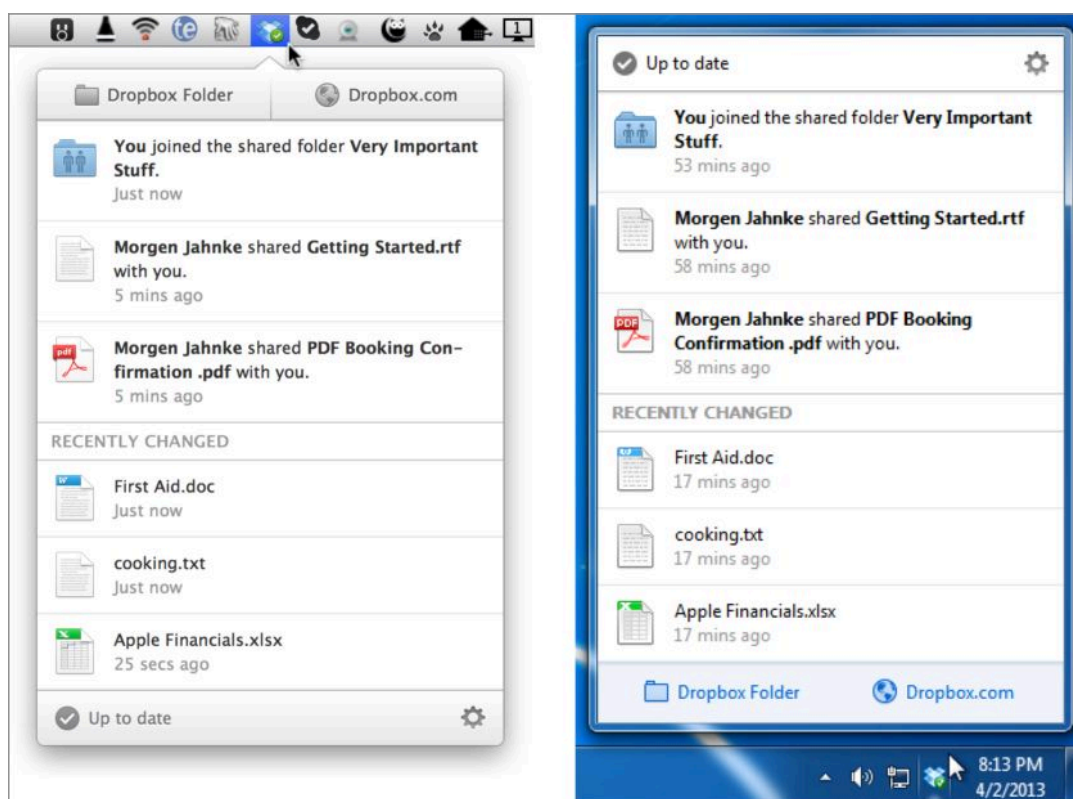 Dropbox Folder
Dropbox.com
You joined the shared folder Very Important
Stuff.
Just now
Morgen Jahnke shared Getting Started.rtf
with you.
5 mins ago
pdf
Morgen Jahnke shared PDF Booking Con-
firmation .pdf with you.
5 mins ago
RECENTLY CHANGED
W
First Aid.doc
Just now
cooking.txt
Just now
X
Apple Financials.xlsx
25 secs ago
Up to date
te
1
Up to date
You joined the shared folder Very Important
Stuff.
53 mins ago
Morgen Jahnke shared Getting Started.rtf
with you.
58 mins ago
PDF
Morgen Jahnke shared PDF Booking
Confirmation .pdf with you.
58 mins ago
RECENTLY CHANGED
W
First Aid.doc
17 mins ago
cooking.txt
17 mins ago
X
Apple Financials.xlsx
17 mins ago
Dropbox Folder
Dropbox.com
8:13 PM
4/2/2013